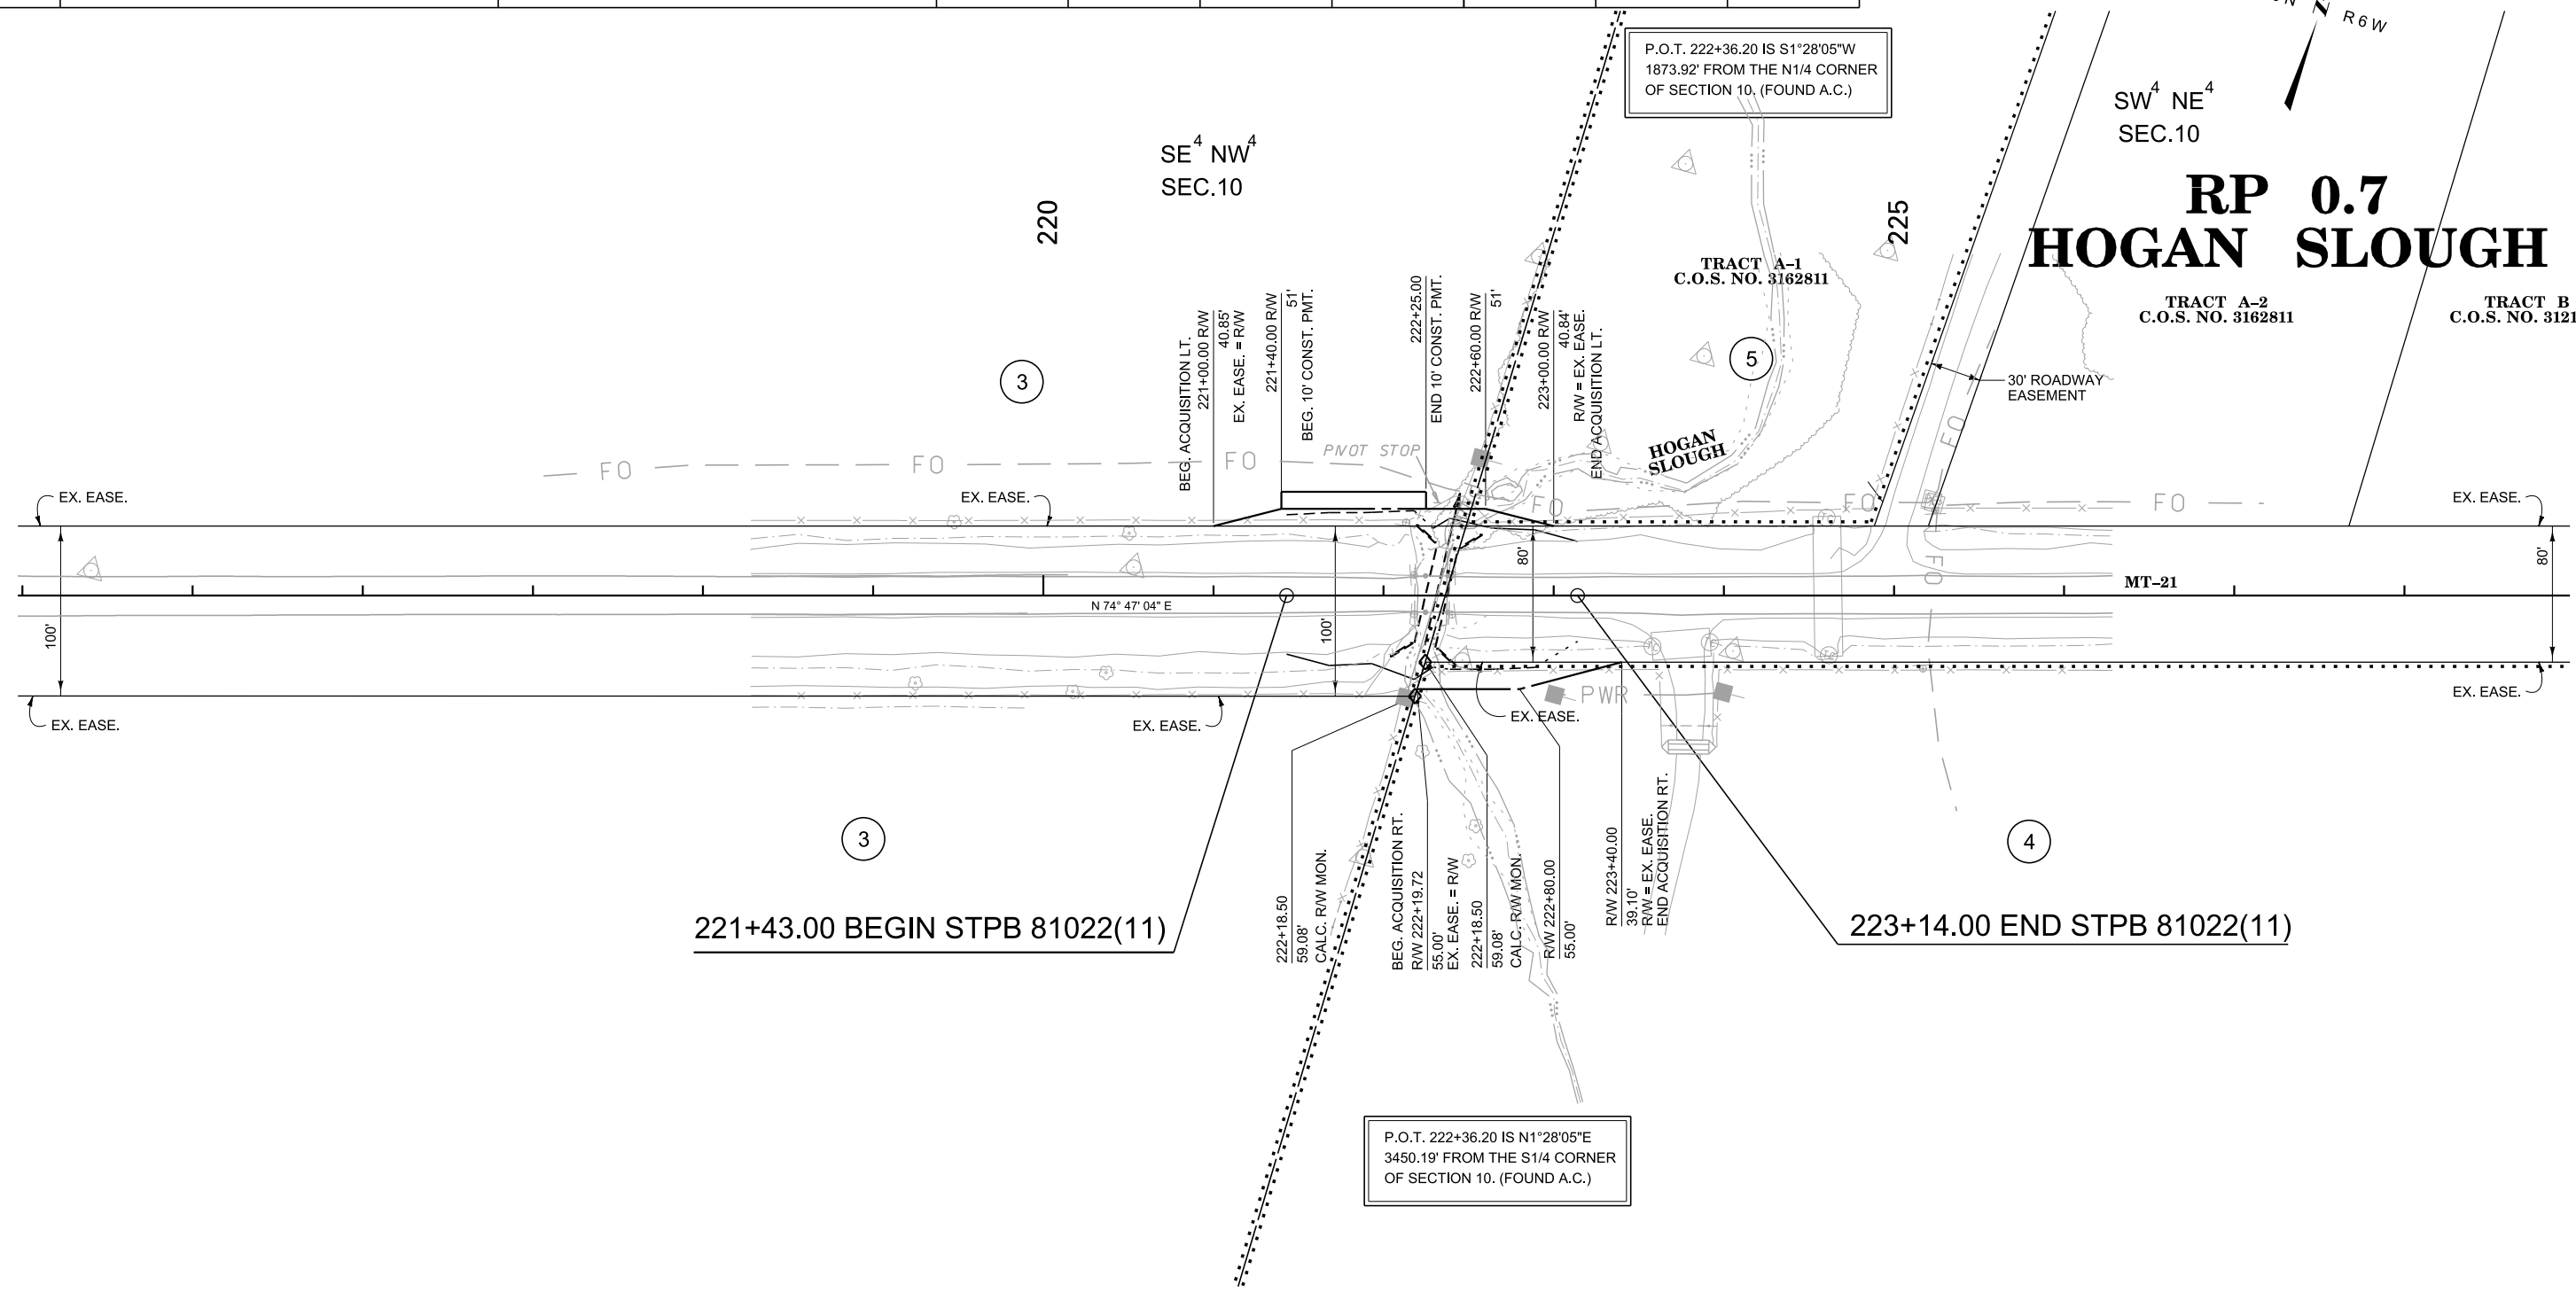 R 6 W
P.O.T. 222+36.20 IS S1°28'05"W
1873.92' FROM THE N1/4 CORNER
OF SECTION 10. (FOUND A.C.)
SE4 NW4
SEC.10
SW4 NE4
SEC.10
RP 0.7
HOGAN SLOUGH
220
225
TRACT A-1
C.O.S. NO. 3162811
TRACT A-2
C.O.S. NO. 3162811
TRACT B
C.O.S. NO. 3121
BEG. ACQUISITION LT.
221+00.00 R/W
40.85'
EX. EASE. = R/W
221+40.00 R/W
51'
BEG. 10' CONST. PMT.
222+25.00
END 10' CONST. PMT.
222+60.00 R/W
51'
223+00.00 R/W
40.84'
R/W = EX. EASE.
END ACQUISITION LT.
3
5
30' ROADWAY
EASEMENT
PIVOT STOP
HOGAN
SLOUGH
FO
FO
FO
FO
FO
FO
FO
FO
EX. EASE.
EX. EASE.
EX. EASE.
100'
100'
80'
80'
N 74° 47' 04" E
MT-21
EX. EASE.
EX. EASE.
EX. EASE.
EX. EASE.
PWR
3
4
222+18.50
59.08'
CALC. R/W MON.
BEG. ACQUISITION RT.
R/W 222+19.72
55.00'
EX. EASE. = R/W
222+18.50
59.08'
CALC. R/W MON.
R/W 222+80.00
55.00'
R/W 223+40.00
39.10'
R/W = EX. EASE.
END ACQUISITION RT.
221+43.00 BEGIN STPB 81022(11)
223+14.00 END STPB 81022(11)
P.O.T. 222+36.20 IS N1°28'05"E
3450.19' FROM THE S1/4 CORNER
OF SECTION 10. (FOUND A.C.)